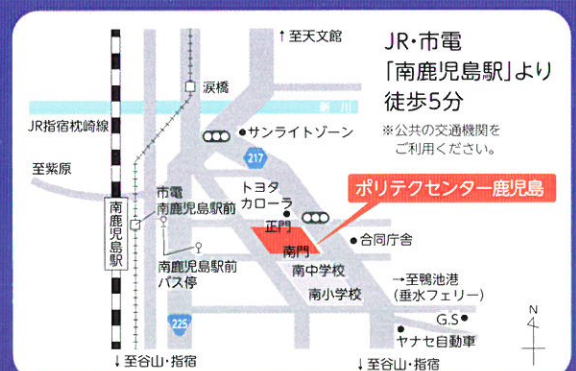 ↑至天文館
JR・市電
「南鹿児島駅」より
徒歩5分
※公共の交通機関を
ご利用ください。
涙橋
新川
JR指宿枕崎線
サンライトゾーン
217
至紫原
市電
南鹿児島駅前
トヨタ
カローラ
ポリテクセンター鹿児島
正門
南鹿児島駅
合同庁舎
南門
南鹿児島駅前
バス停
南中学校
→至鴨池港
(垂水フェリー)
南小学校
225
G.S
ヤナセ自動車
N
↓至谷山・指宿
↓至谷山・指宿